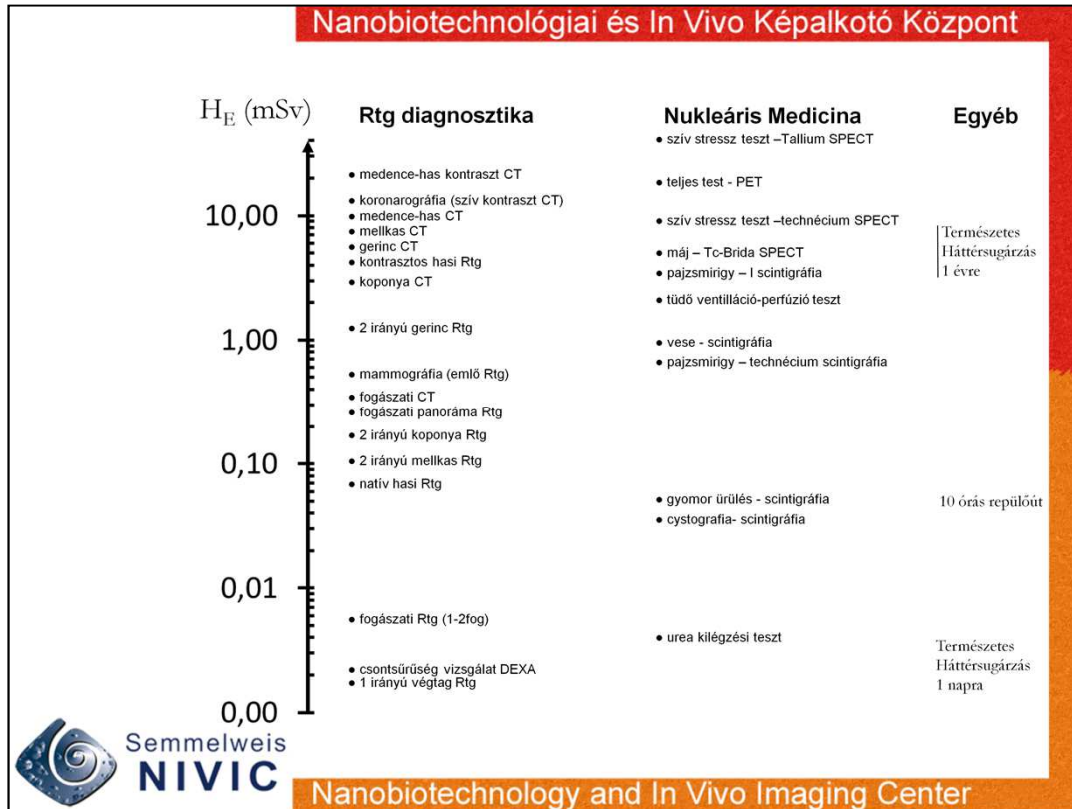 Nanobiotechnológiai és In Vivo Képalkotó Központ
H_E (mSv)
Rtg diagnosztika
Nukleáris Medicina
Egyéb
10,00
1,00
0,10
0,01
0,00
● medence-has kontraszt CT
● koronarográfia (szív kontraszt CT)
● medence-has CT
● mellkas CT
● gerinc CT
● kontrasztos hasi Rtg
● koponya CT
● 2 irányú gerinc Rtg
● mammográfia (emlő Rtg)
● fogászati CT
● fogászati panoráma Rtg
● 2 irányú koponya Rtg
● 2 irányú mellkas Rtg
● natív hasi Rtg
● fogászati Rtg (1-2fog)
● csontsűrűség vizsgálat DEXA
● 1 irányú végtag Rtg
● szív stressz teszt –Tallium SPECT
● teljes test - PET
● szív stressz teszt –technécium SPECT
● máj – Tc-Brida SPECT
● pajzsmirigy – I scintigráfia
● tüdő ventilláció-perfúzió teszt
● vese - scintigráfia
● pajzsmirigy – technécium scintigráfia
● gyomor ürülés - scintigráfia
● cystografia- scintigráfia
● urea kilégzési teszt
Természetes
Háttérsugárzás
1 évre
10 órás repülőút
Természetes
Háttérsugárzás
1 napra
Semmelweis
NIVIC
Nanobiotechnology and In Vivo Imaging Center